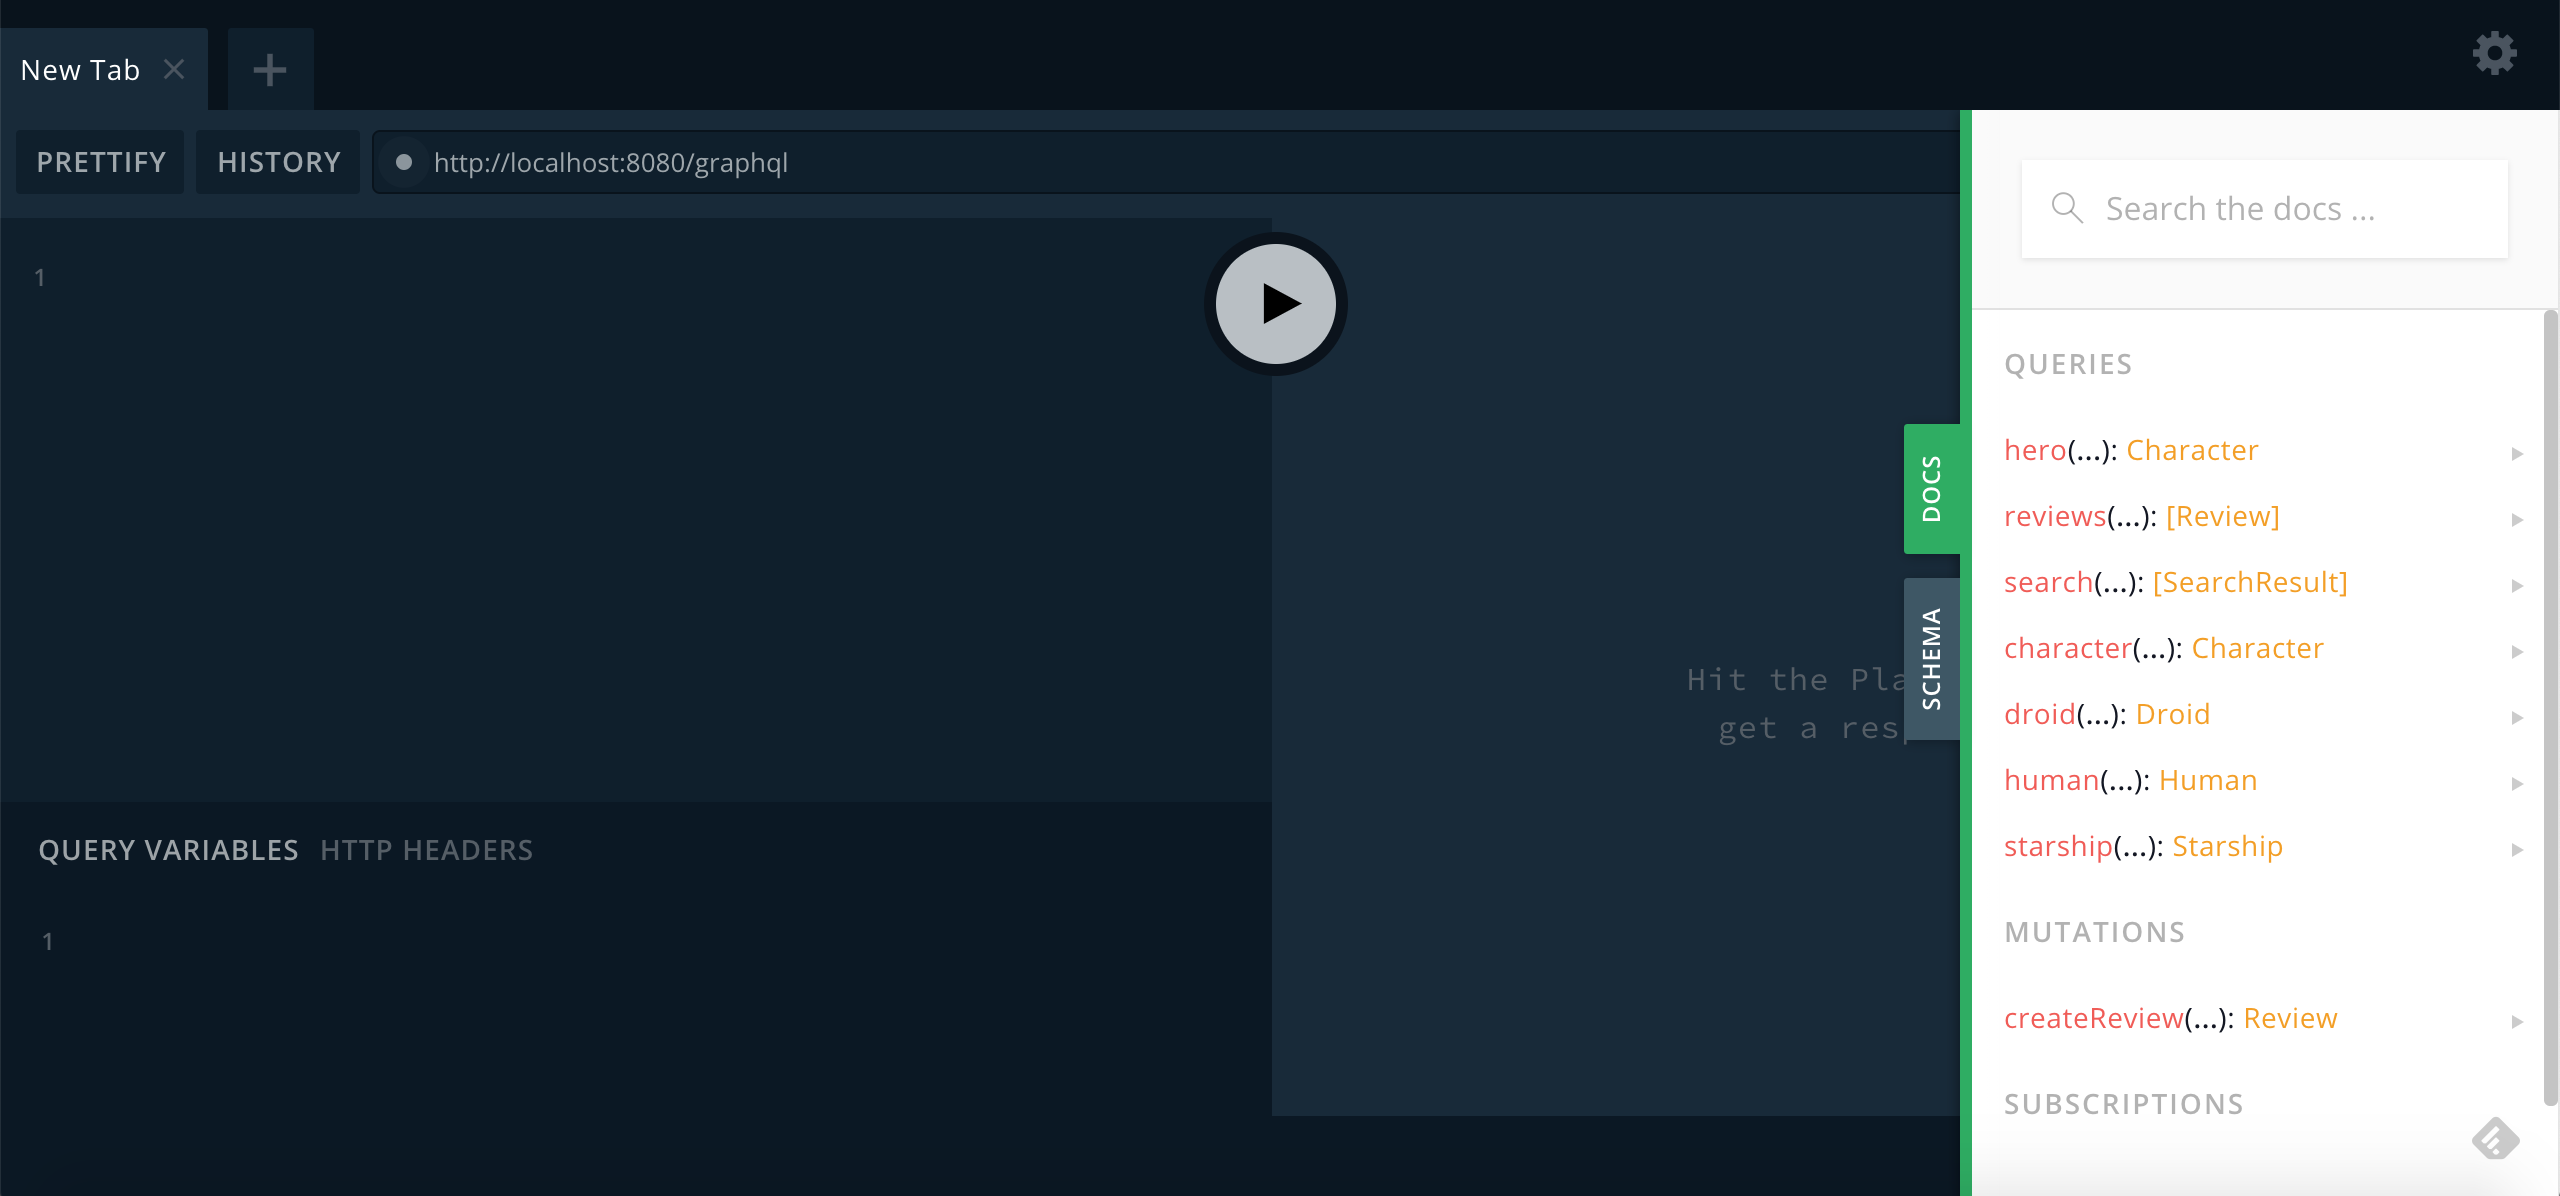 New Tab
PRETTIFY
HISTORY
http://localhost:8080/graphql
1
Hit the Pla
get a res
QUERY VARIABLES
HTTP HEADERS
1
DOCS
SCHEMA
Search the docs ...
QUERIES
hero(...): Character
reviews(...): [Review]
search(...): [SearchResult]
character(...): Character
droid(...): Droid
human(...): Human
starship(...): Starship
MUTATIONS
createReview(...): Review
SUBSCRIPTIONS